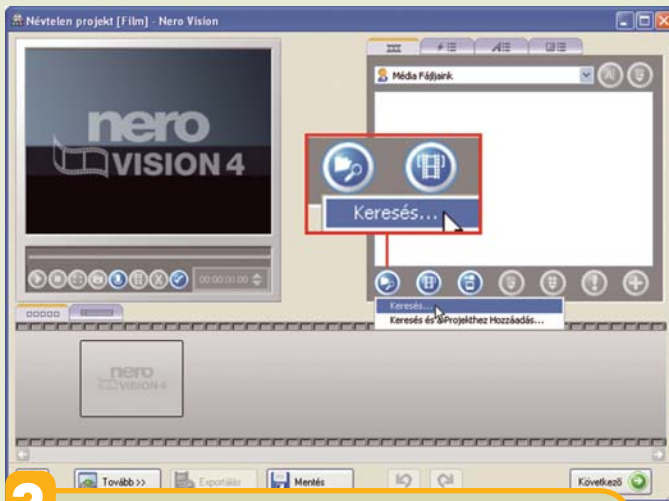 Névtelen projekt [Film] - Nero Vision
Média Fájljaink
nero
VISION 4
Keresés...
00:00:00.00
Keresés...
Keresés és a Projekthez Hozzáadás...
nero
VISION 4
Tovább >>
Exportálás
Mentés
Következő